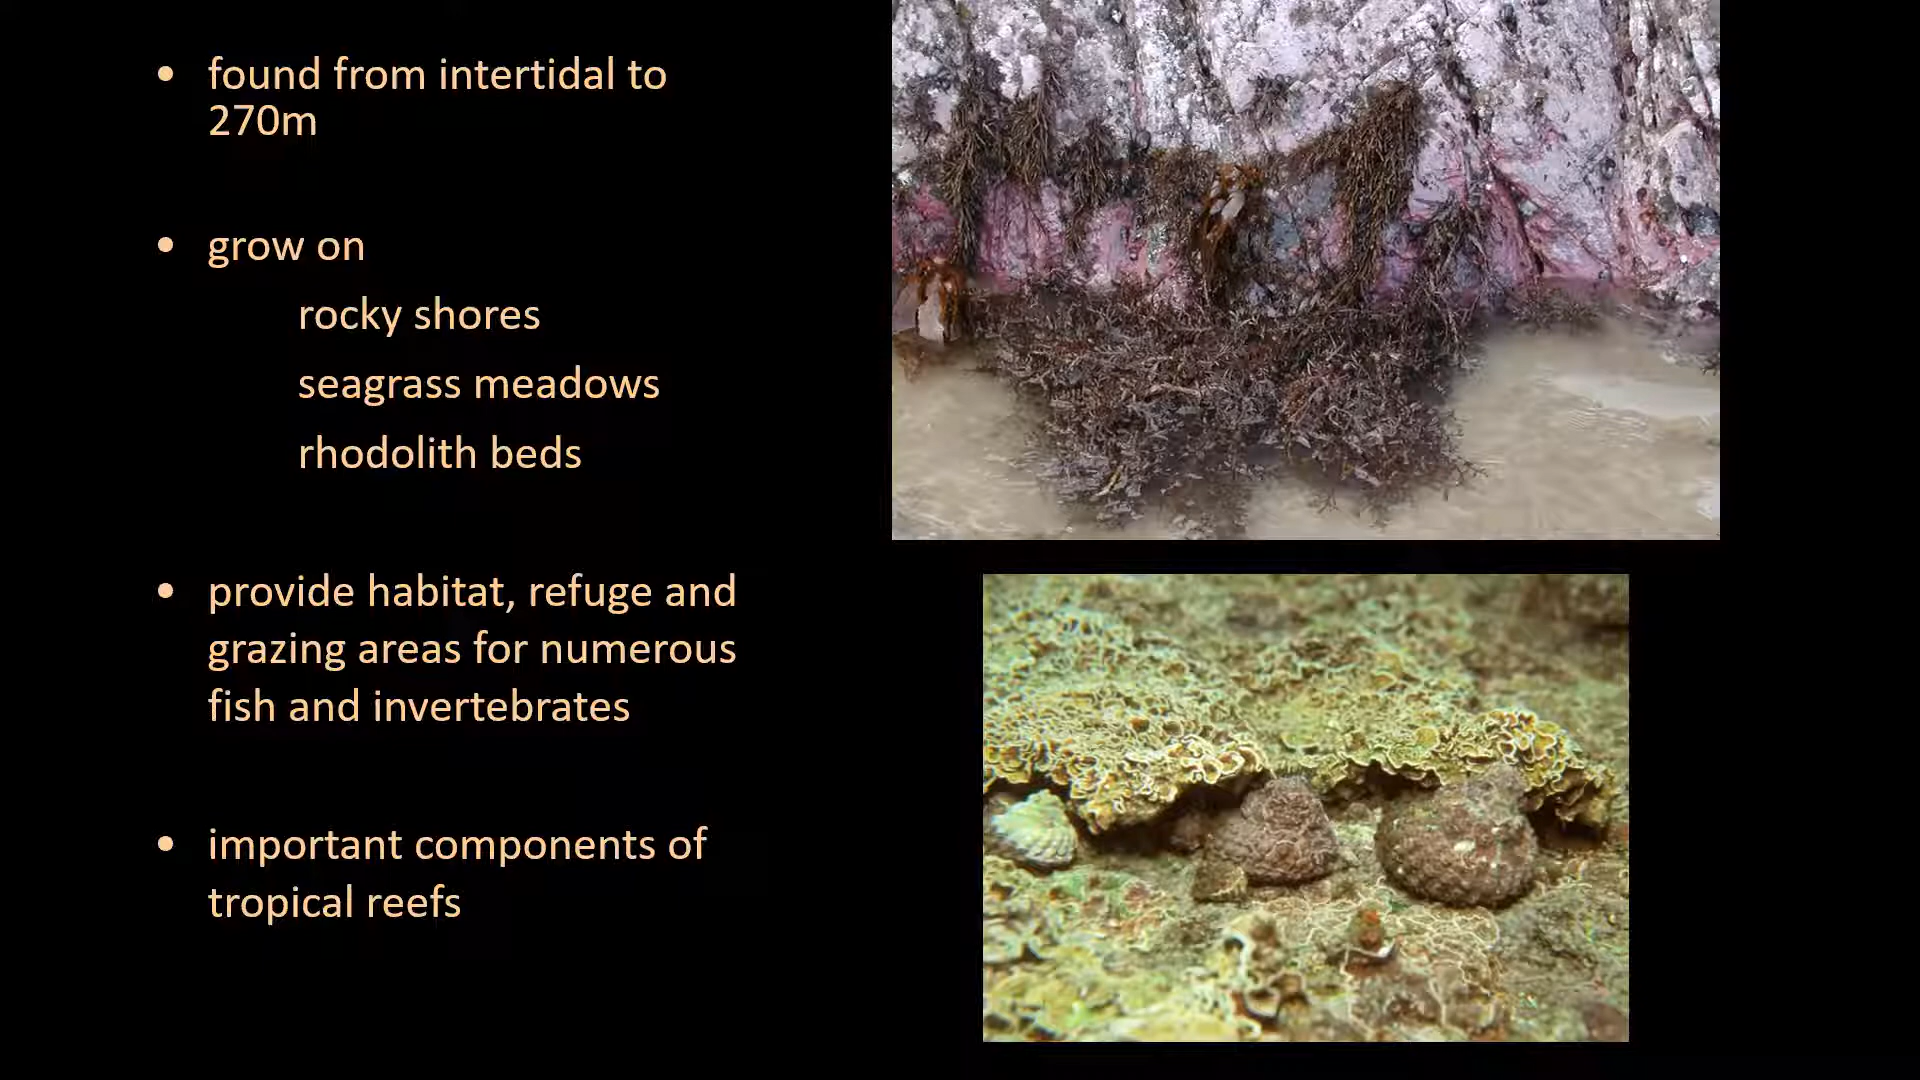 • found from intertidal to
270m
• grow on
rocky shores
seagrass meadows
rhodolith beds
• provide habitat, refuge and
grazing areas for numerous
fish and invertebrates
• important components of
tropical reefs